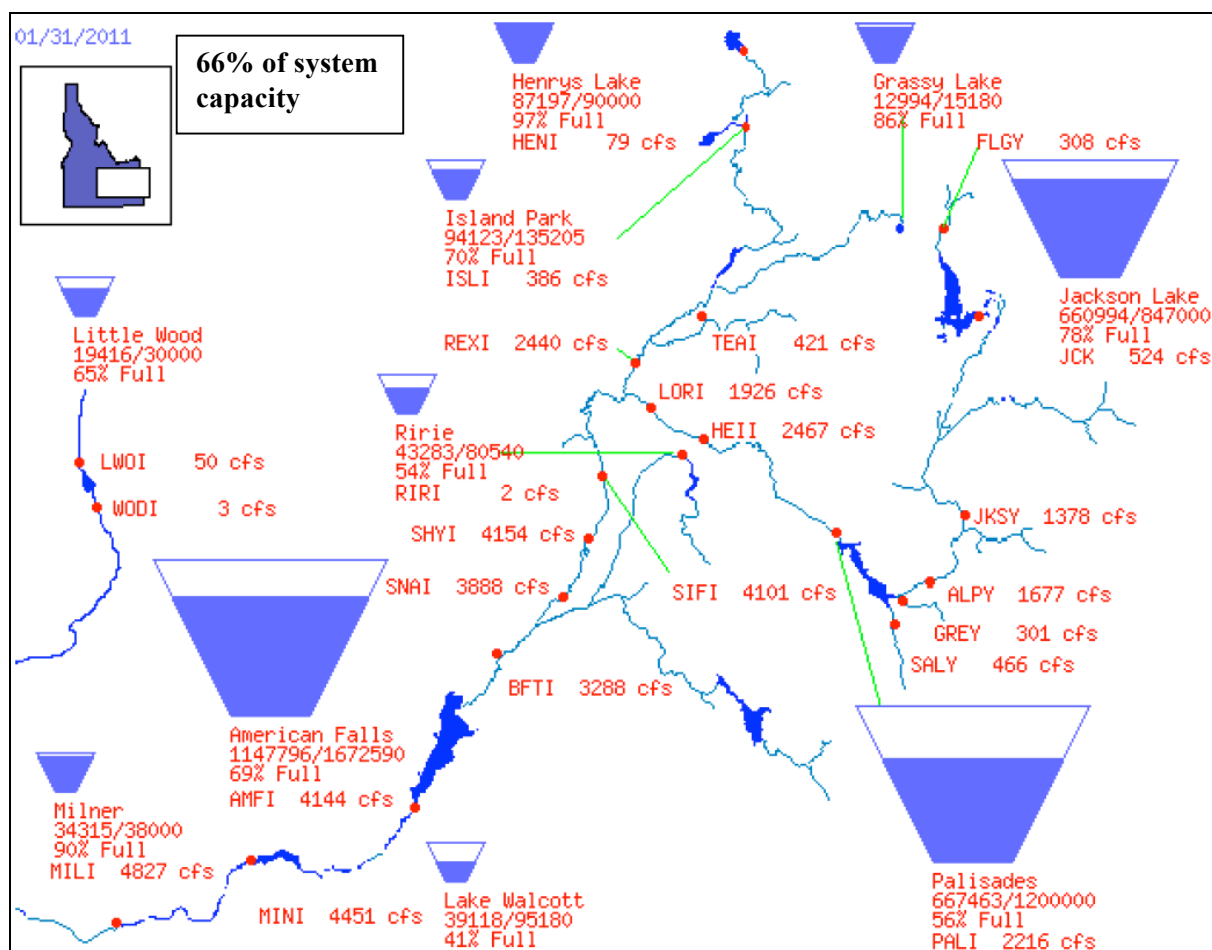 01/31/2011
66% of system
capacity
Henrys Lake
87197/90000
97% Full
HENI 79 cfs
Grassy Lake
12994/15180
86% Full
FLGY 308 cfs
Island Park
94123/135205
70% Full
ISLI 386 cfs
Jackson Lake
660994/847000
78% Full
JCK 524 cfs
Little Wood
19416/30000
65% Full
REXI 2440 cfs
TEAI 421 cfs
LORI 1926 cfs
HEII 2467 cfs
Ririe
43283/80540
54% Full
RIRI 2 cfs
LWOI 50 cfs
WODI 3 cfs
SHYI 4154 cfs
JKSY 1378 cfs
SNAI 3888 cfs
SIFI 4101 cfs
ALPY 1677 cfs
GREY 301 cfs
SALY 466 cfs
BFTI 3288 cfs
American Falls
1147796/1672590
69% Full
AMFI 4144 cfs
Milner
34315/38000
90% Full
MILI 4827 cfs
MINI 4451 cfs
Lake Walcott
39118/95180
41% Full
Palisades
667463/1200000
56% Full
PALI 2216 cfs